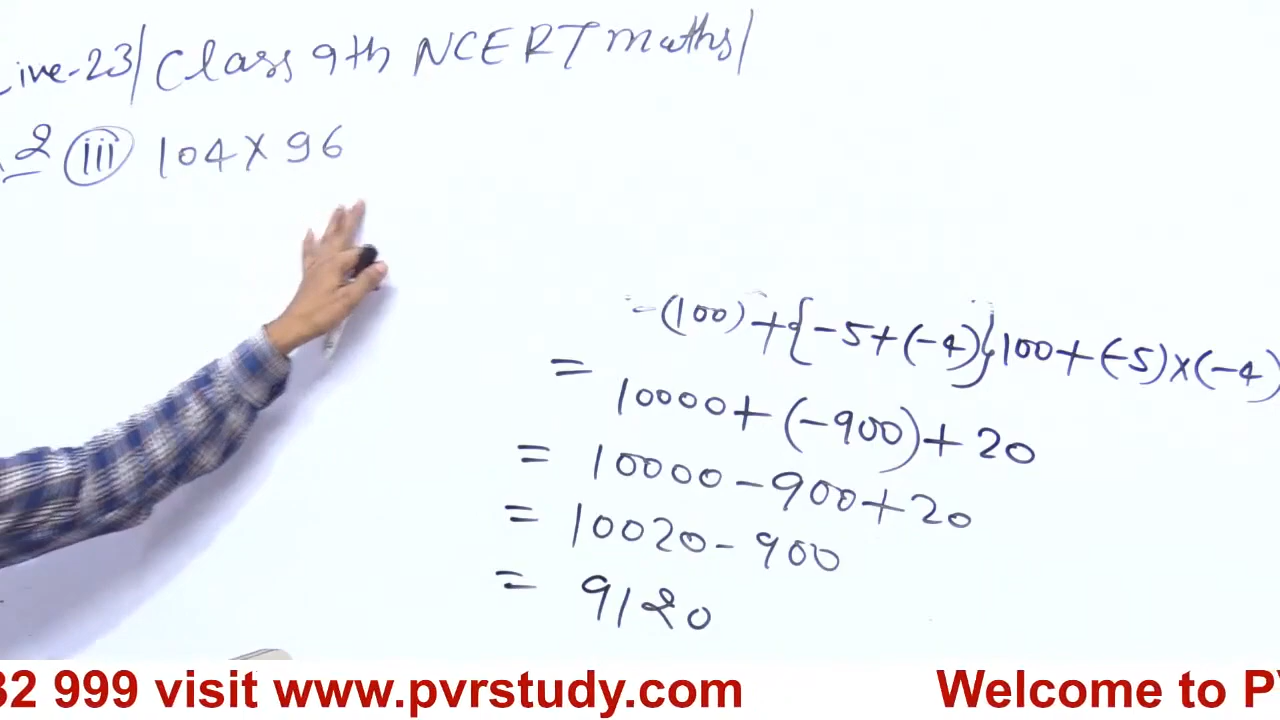 Live-23/Class 9th NCERT maths/
2 (iii) 104 X 96
= (100) + {-5+(-4)} 100 + (-5) x (-4)
= 10000 + (-900) + 20
= 10000 - 900 + 20
= 10020 - 900
= 9120
32 999 visit www.pvrstudy.com Welcome to P